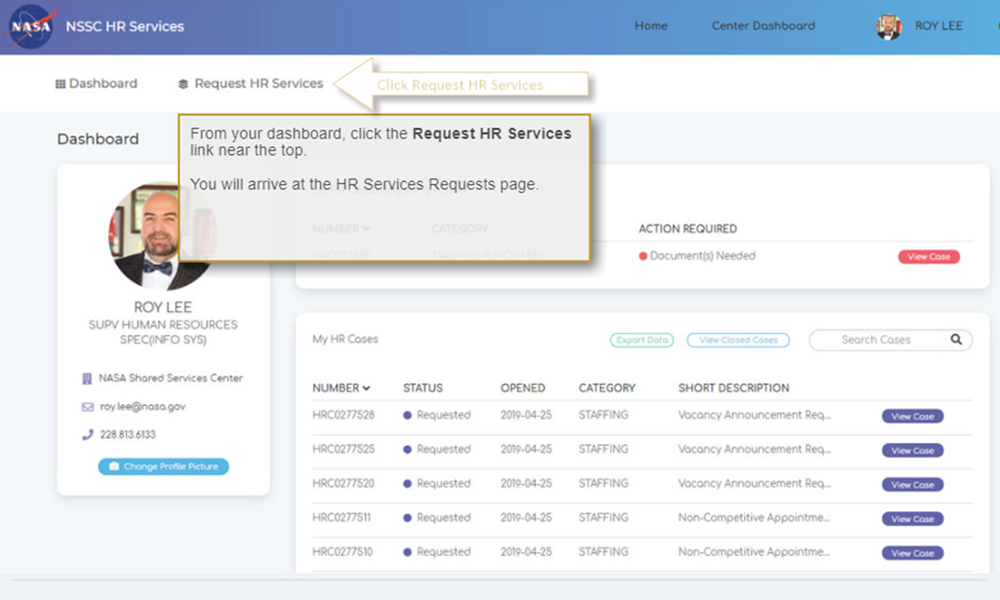 NASA
NSSC HR Services
Home
Center Dashboard
ROY LEE
Dashboard
Request HR Services
Click Request HR Services
Dashboard
From your dashboard, click the Request HR Services
link near the top.
You will arrive at the HR Services Requests page.
NUMBER
CATEGORY
ACTION REQUIRED
HRC0113887
TRAINING PURCHASES
Document(s) Needed
View Case
ROY LEE
SUPV HUMAN RESOURCES
SPEC(INFO SYS)
NASA Shared Services Center
roy.lee@nasa.gov
228.813.6133
Change Profile Picture
My HR Cases
Export Data
View Closed Cases
Search Cases
NUMBER STATUS OPENED CATEGORY SHORT DESCRIPTION
HRC0277528 Requested 2019-04-25 STAFFING Vacancy Announcement Req... View Case
HRC0277525 Requested 2019-04-25 STAFFING Vacancy Announcement Req... View Case
HRC0277520 Requested 2019-04-25 STAFFING Vacancy Announcement Req... View Case
HRC0277511 Requested 2019-04-25 STAFFING Non-Competitive Appointme... View Case
HRC0277510 Requested 2019-04-25 STAFFING Non-Competitive Appointme... View Case